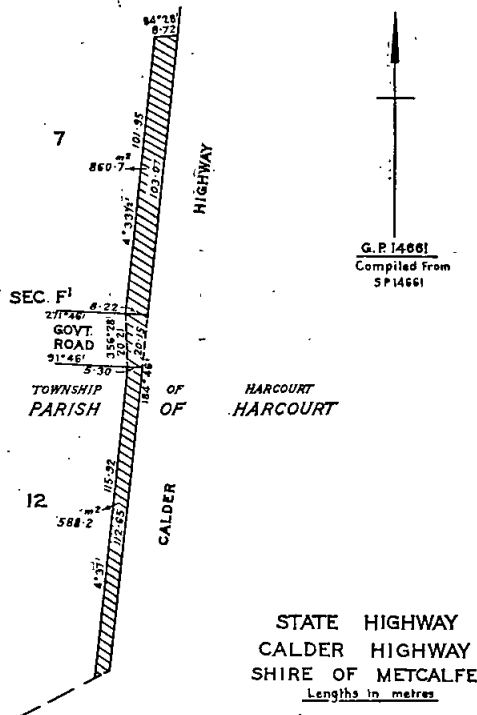 94°28'
8·72
7
101·95
m²
860·7
103·07
4°33½'
HIGHWAY
G.P. 14661
Compiled From
SP14661
SEC. F¹
8·22
271°46'
GOVT.
ROAD
356°28'
20·21
20·15
91°46'
5·30
184°46'
TOWNSHIP OF HARCOURT
PARISH OF HARCOURT
115·92
12
m²
588·2
112·65
CALDER
4°37'
STATE HIGHWAY
CALDER HIGHWAY
SHIRE OF METCALFE
Lengths in metres